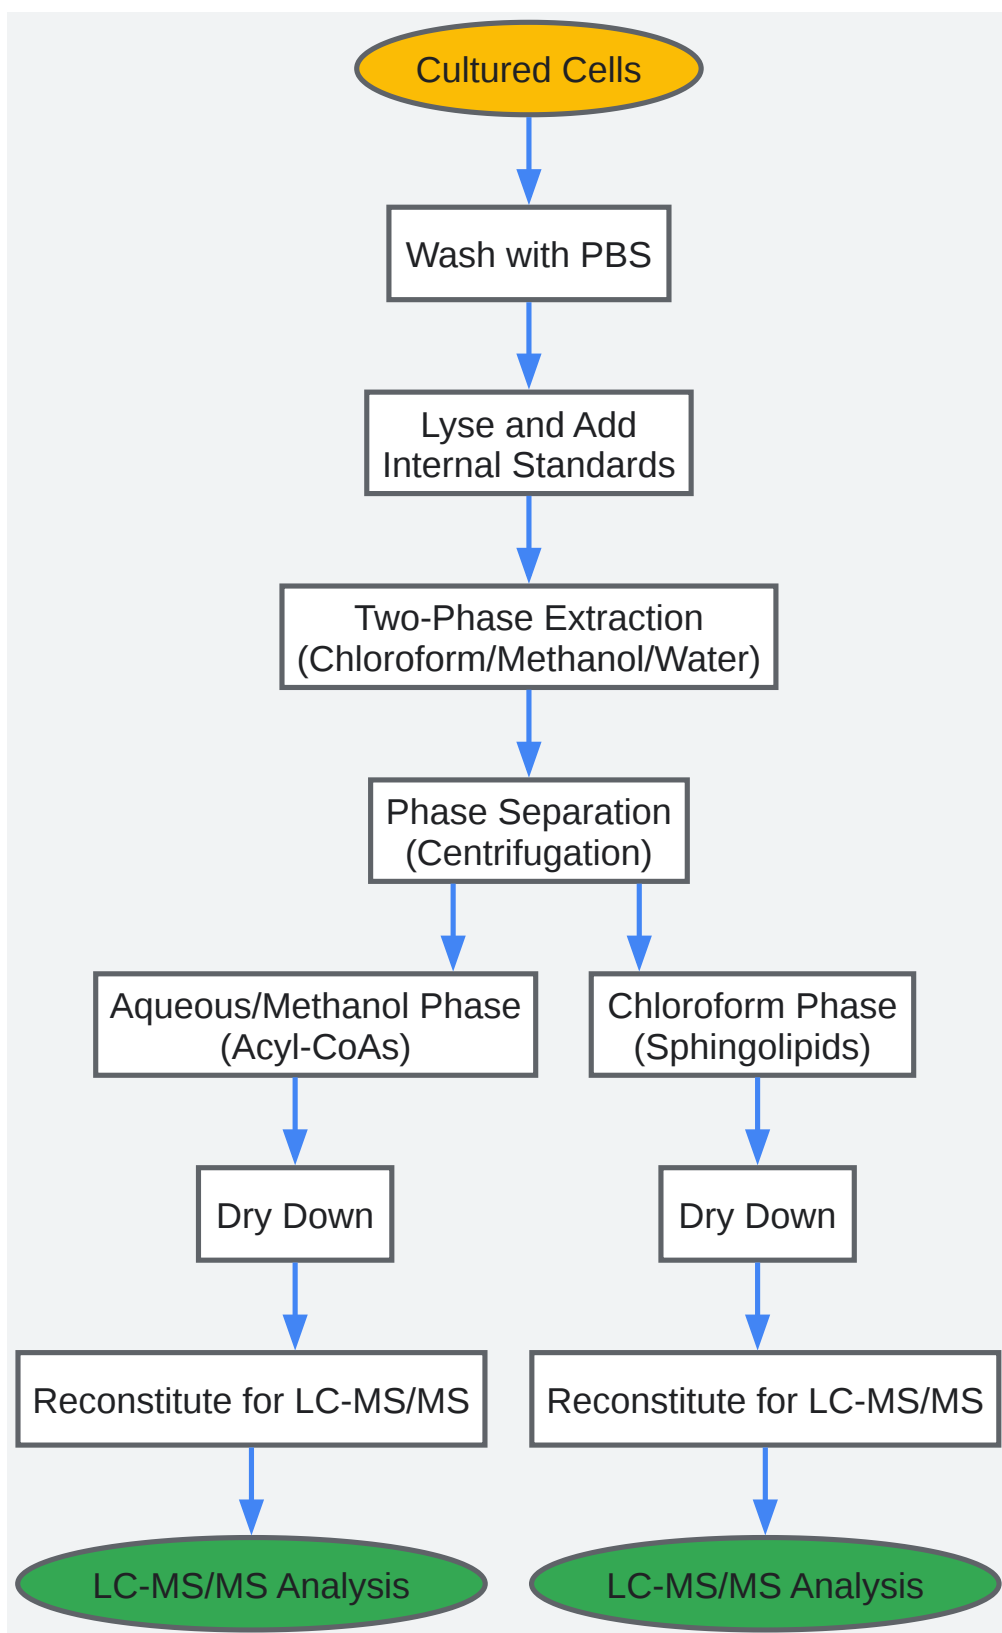 Cultured Cells
Wash with PBS
Lyse and Add
Internal Standards
Two-Phase Extraction
(Chloroform/Methanol/Water)
Phase Separation
(Centrifugation)
Aqueous/Methanol Phase
(Acyl-CoAs)
Chloroform Phase
(Sphingolipids)
Dry Down
Dry Down
Reconstitute for LC-MS/MS
Reconstitute for LC-MS/MS
LC-MS/MS Analysis
LC-MS/MS Analysis